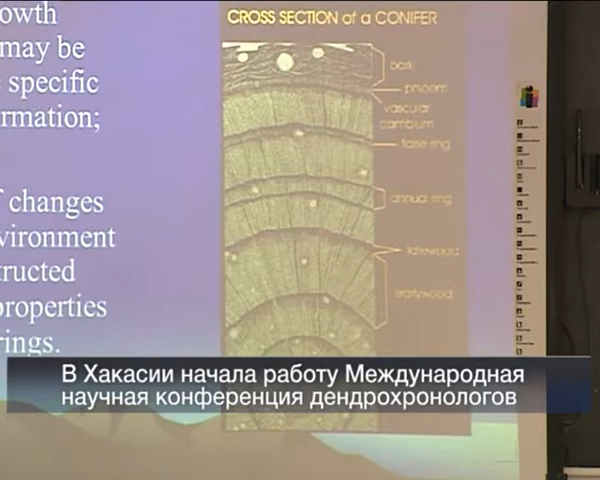 owth
may be
specific
rmation;
f changes
vironment
tructed
properties
rings.
CROSS SECTION of a CONIFER
bark
phloem
vascular
cambium
false ring
annual ring
latewood
earlywood
В Хакасии начала работу Международная
научная конференция дендрохронологов